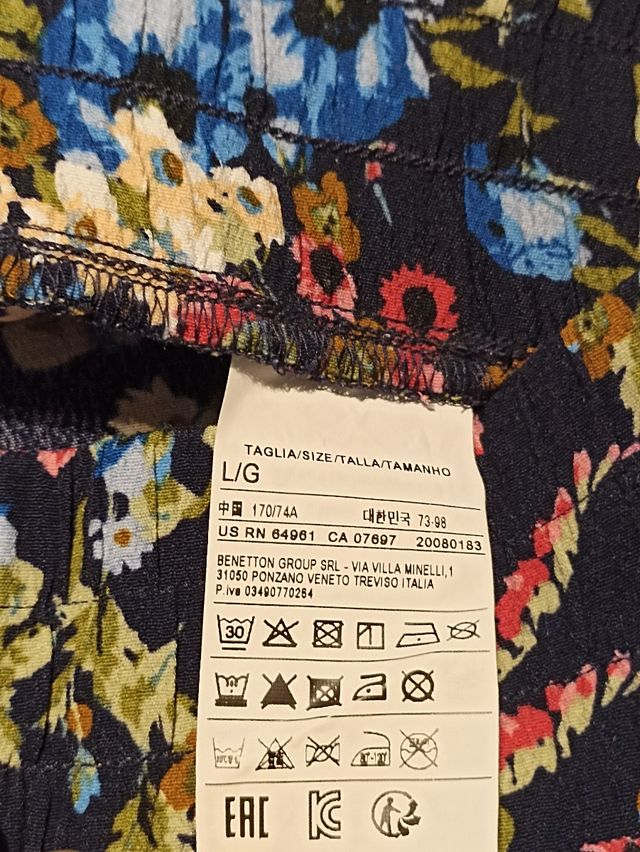 TAGLIA/SIZE/TALLA/TAMANHO
L/G
中国 170/74A 대한민국 73-98
US RN 64961 CA 07697 20080183
BENETTON GROUP SRL - VIA VILLA MINELLI,1
31050 PONZANO VENETO TREVISO ITALIA
P.iva 03490770264
30
EAC